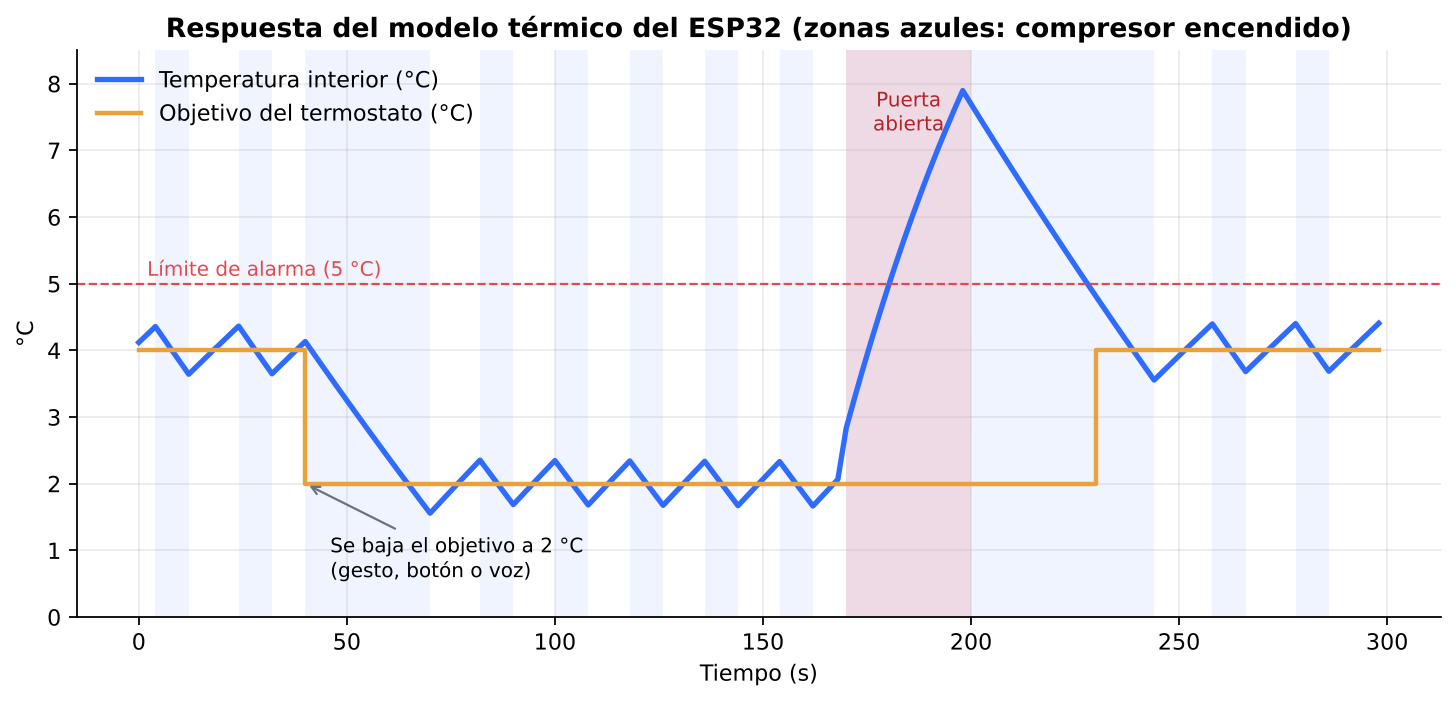 Respuesta del modelo térmico del ESP32 (zonas azules: compresor encendido)
Temperatura interior (°C)
Objetivo del termostato (°C)
Puerta
abierta
Límite de alarma (5 °C)
Se baja el objetivo a 2 °C
(gesto, botón o voz)
°C
8
7
6
5
4
3
2
1
0
0
50
100
150
200
250
300
Tiempo (s)